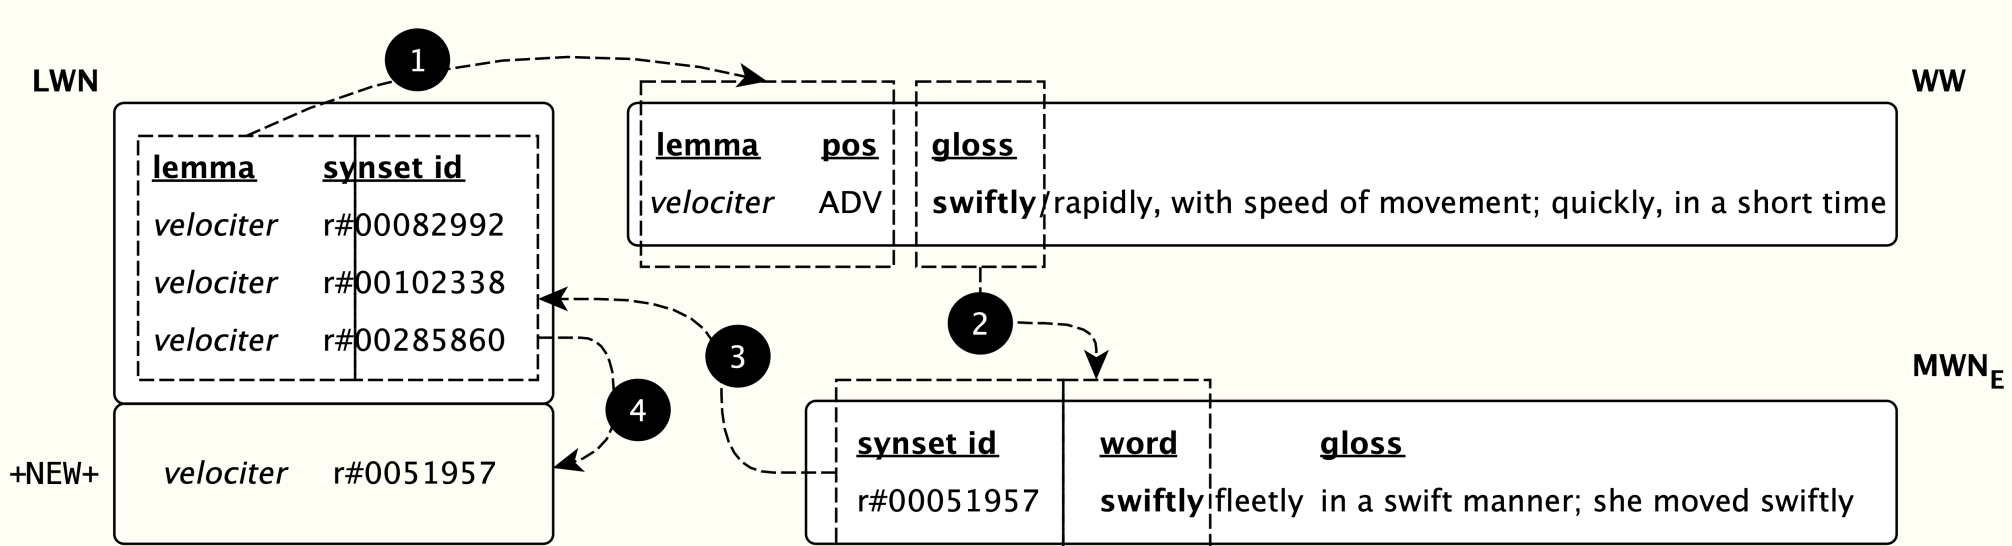 LWN
1
WW
lemma synset id
velociter r#00082992
velociter r#00102338
velociter r#00285860
lemma pos gloss
velociter ADV swiftly/rapidly, with speed of movement; quickly, in a short time
2
3
4
MWN_E
+NEW+
velociter r#0051957
synset id word gloss
r#00051957 swiftly fleetly in a swift manner; she moved swiftly